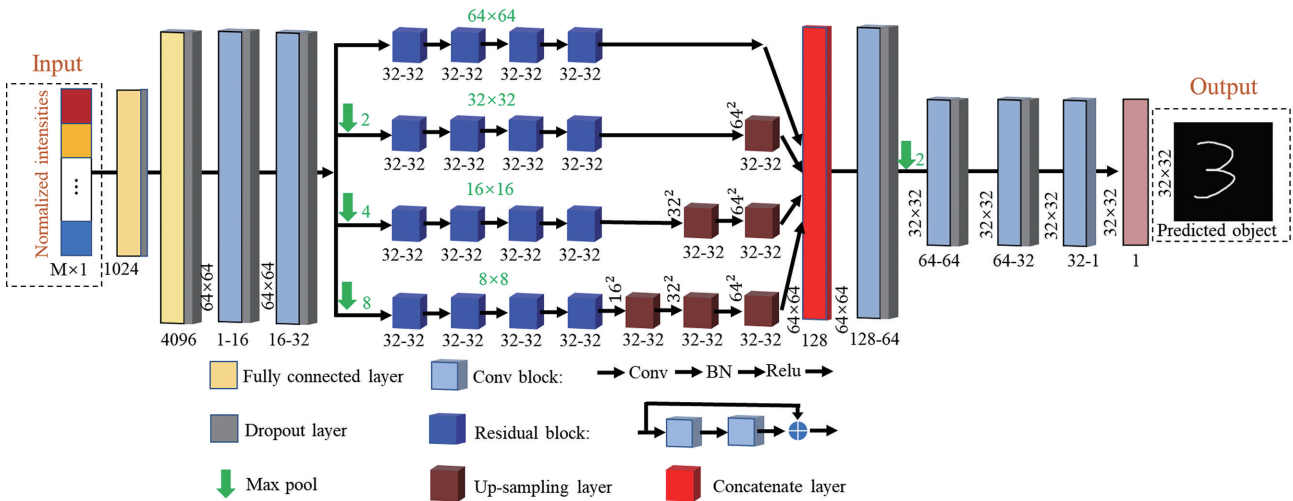 Input
Normalized intensities
...
M×1
1024
4096
64×64
1-16
64×64
16-32
64×64
32-32 32-32 32-32 32-32
2
32×32
32-32 32-32 32-32 32-32
64²
32-32
4
16×16
32-32 32-32 32-32 32-32
32²
32-32
64²
32-32
8
8×8
32-32 32-32 32-32 32-32
16²
32-32
32²
32-32
64²
32-32
64×64
128
64×64
128-64
2
32×32
64-64
32×32
64-32
32×32
32-1
32×32
1
Output
32×32
3
Predicted object
Fully connected layer
Conv block:
Conv BN Relu
Dropout layer
Residual block:
Max pool
Up-sampling layer
Concatenate layer